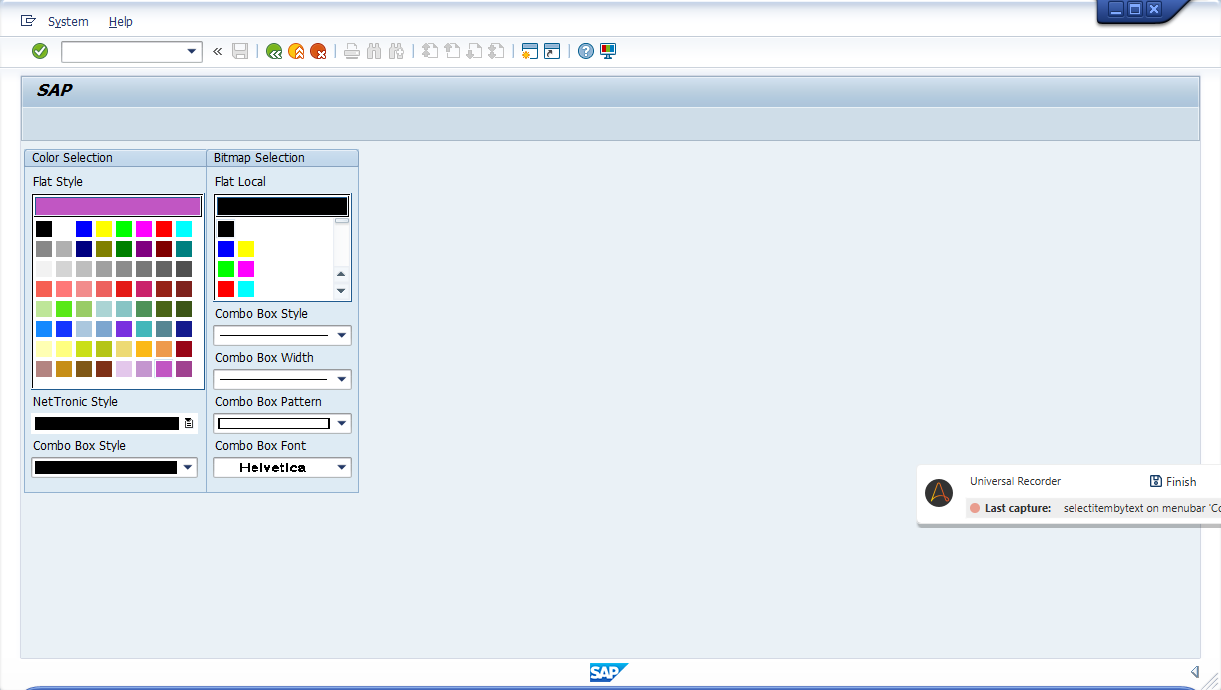 System Help
SAP
Color Selection
Bitmap Selection
Flat Style
Flat Local
Combo Box Style
Combo Box Width
NetTronic Style
Combo Box Pattern
Combo Box Style
Combo Box Font
Helvetica
Universal Recorder
Finish
Last capture: selectitembytext on menubar 'Co
SAP